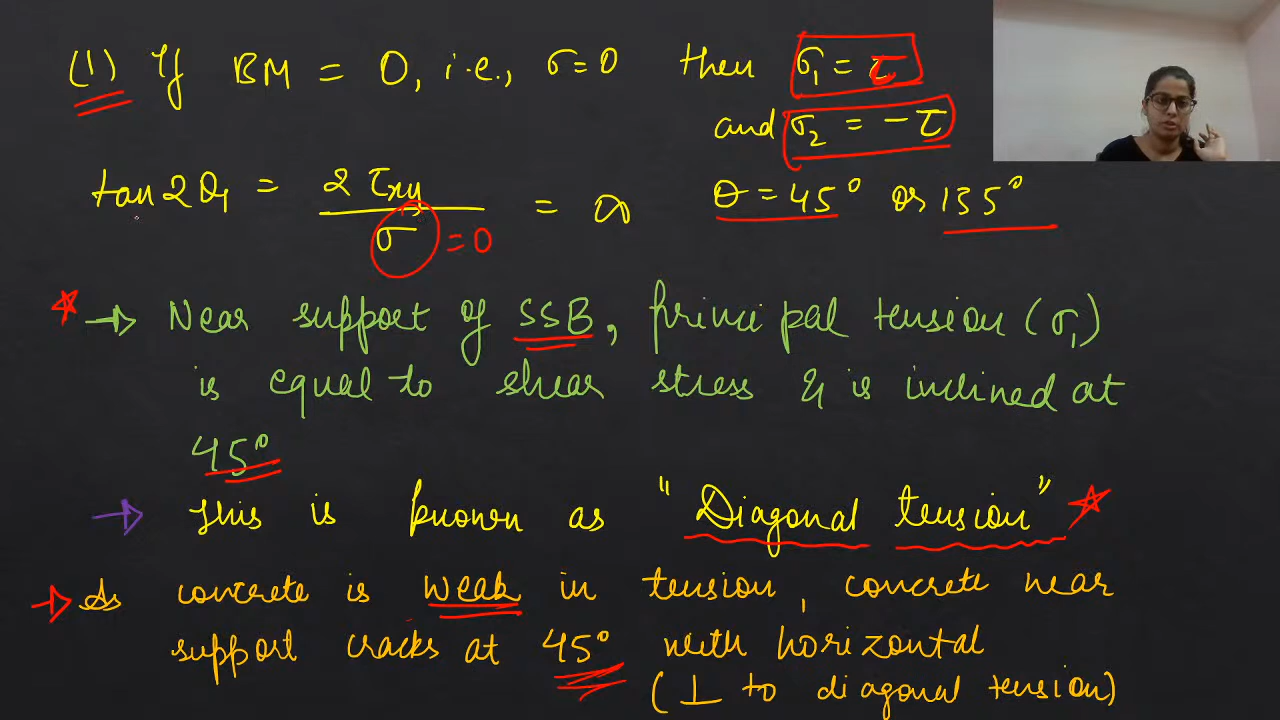 (1) If BM = 0, i.e., σ=0 then σ₁ = τ
and σ₂ = -τ
tan2θ₁ = 2τxy / σ = 0 = ∞ θ = 45° or 135°
→ Near support of SSB, principal tension (σ₁)
is equal to shear stress & is inclined at
45°
→ This is known as "Diagonal tension"
→ As concrete is weak in tension, concrete near
support cracks at 45° with horizontal
(⊥ to diagonal tension)